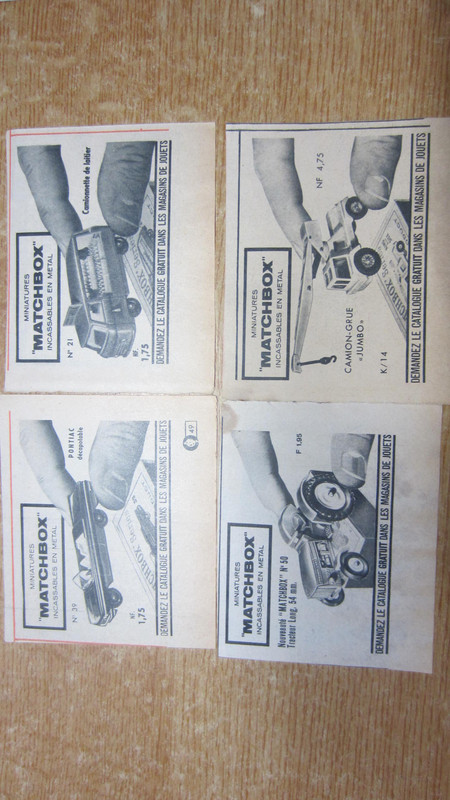 MINIATURES
"MATCHBOX"
INCASSABLES EN METAL
N° 21
Camionnette de laitier
NF.
1,75
DEMANDEZ LE CATALOGUE GRATUIT DANS LES MAGASINS DE JOUETS
MINIATURES
"MATCHBOX"
INCASSABLES EN METAL
NF 4,75
CAMION-GRUE
«JUMBO»
K/14
DEMANDEZ LE CATALOGUE GRATUIT DANS LES MAGASINS DE JOUETS
MINIATURES
"MATCHBOX"
INCASSABLES EN METAL
N° 39
PONTIAC
décapotable
nf
1,75
49
DEMANDEZ LE CATALOGUE GRATUIT DANS LES MAGASINS DE JOUETS
MINIATURES
"MATCHBOX"
INCASSABLES EN METAL
F 1,95
Nouveauté "MATCHBOX" N° 50
Tracteur Long. 54 mm.
DEMANDEZ LE CATALOGUE GRATUIT DANS LES MAGASINS DE JOUETS